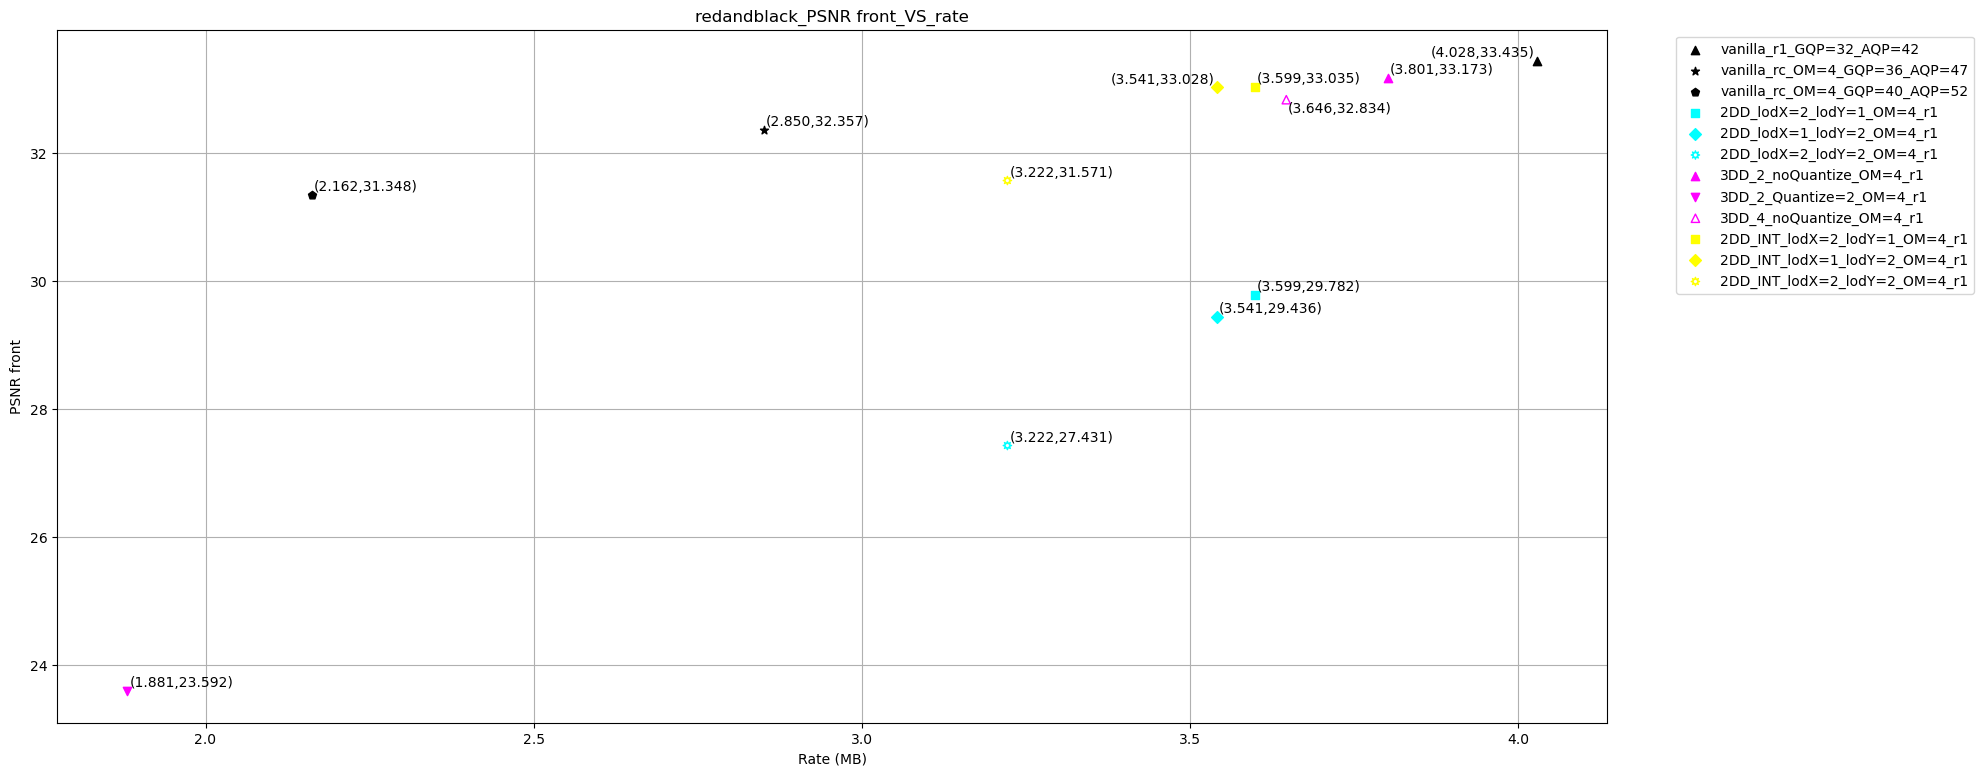 redandblack_PSNR front_VS_rate
(4.028,33.435)
(3.801,33.173)
(3.541,33.028)
(3.599,33.035)
(3.646,32.834)
(2.850,32.357)
(3.222,31.571)
(2.162,31.348)
(3.599,29.782)
(3.541,29.436)
(3.222,27.431)
(1.881,23.592)
32
30
28
26
24
PSNR front
2.0
2.5
3.0
3.5
4.0
Rate (MB)
vanilla_r1_GQP=32_AQP=42
vanilla_rc_OM=4_GQP=36_AQP=47
vanilla_rc_OM=4_GQP=40_AQP=52
2DD_lodX=2_lodY=1_OM=4_r1
2DD_lodX=1_lodY=2_OM=4_r1
2DD_lodX=2_lodY=2_OM=4_r1
3DD_2_noQuantize_OM=4_r1
3DD_2_Quantize=2_OM=4_r1
3DD_4_noQuantize_OM=4_r1
2DD_INT_lodX=2_lodY=1_OM=4_r1
2DD_INT_lodX=1_lodY=2_OM=4_r1
2DD_INT_lodX=2_lodY=2_OM=4_r1